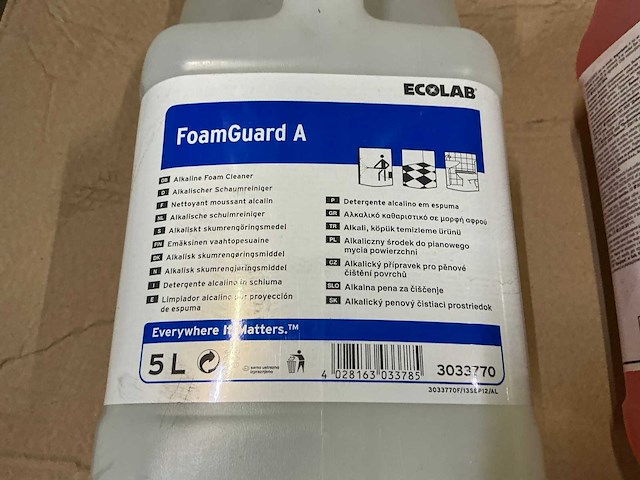 ECOLAB
FoamGuard A
GB Alkaline Foam Cleaner
D Alkalischer Schaumreiniger
F Nettoyant moussant alcalin
NL Alkalische schuimreiniger
S Alkaliskt skumrengöringsmedel
FIN Emäksinen vaahtopesuaine
DK Alkalisk skumrengøringsmiddel
N Alkalisk skumrengjøringsmiddel
I Detergente alcalino in schiuma
E Limpiador alcalino por proyección
de espuma
P Detergente alcalino em espuma
GR Αλκαλικό καθαριστικό σε μορφή αφρού
TR Alkali, köpük temizleme ürünü
PL Alkaliczny środek do pianowego
mycia powierzchni
CZ Alkalický přípravek pro pěnové
čištění povrchů
SLO Alkalna pena za čiščenje
SK Alkalický penový čistiaci prostriedok
Everywhere It Matters.™
5 L
4 028163 033785
3033770
3033770F/13SEP12/AL